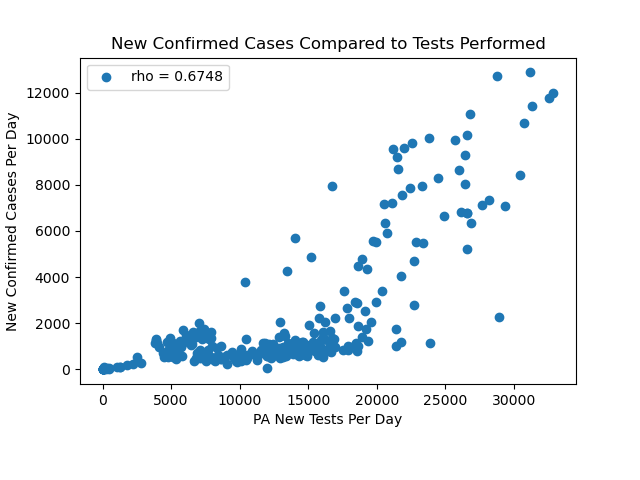 New Confirmed Cases Compared to Tests Performed
rho = 0.6748
New Confirmed Caeses Per Day
12000
10000
8000
6000
4000
2000
0
0 5000 10000 15000 20000 25000 30000
PA New Tests Per Day